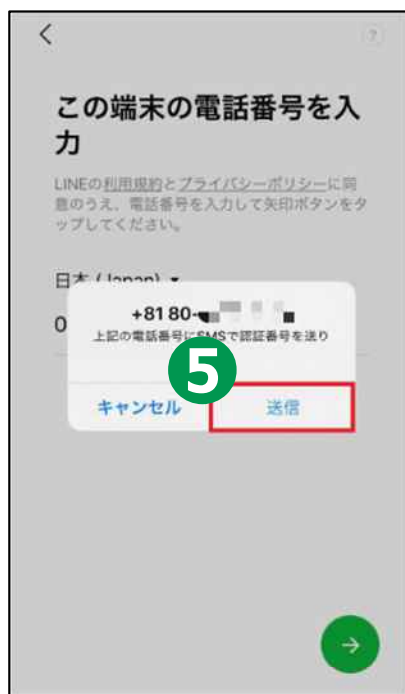 この端末の電話番号を入
力
LINEの利用規約とプライバシーポリシーに同
意のうえ、電話番号を入力して矢印ボタンをタ
ップしてください。
日本 (Japan)
+81 80-
0
上記の電話番号にSMSで認証番号を送り
5
キャンセル
送信